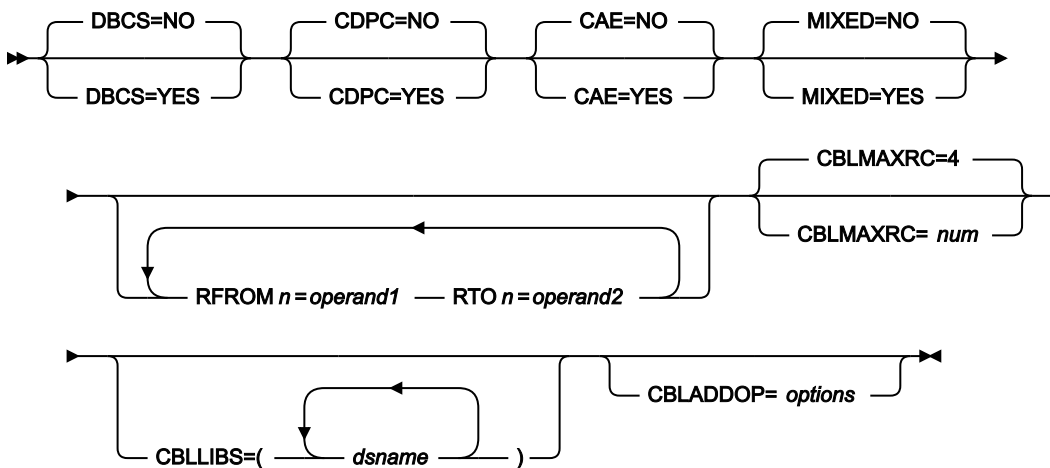 DBCS=NO CDPC=NO CAE=NO MIXED=NO
DBCS=YES CDPC=YES CAE=YES MIXED=YES
CBLMAXRC=4
CBLMAXRC= num
RFROM n=operand1 RTO n=operand2
CBLADDOP= options
CBLLIBS=( dsname )